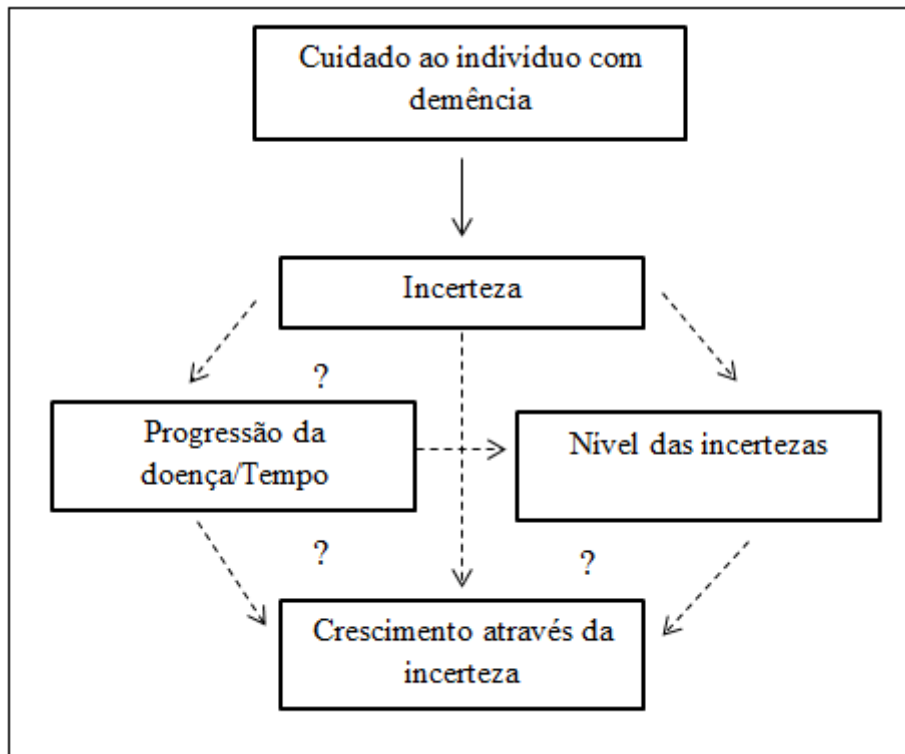 Cuidado ao indivíduo com
demência
Incerteza
?
Progressão da
doença/Tempo
Nível das incertezas
?
?
Crescimento através da
incerteza